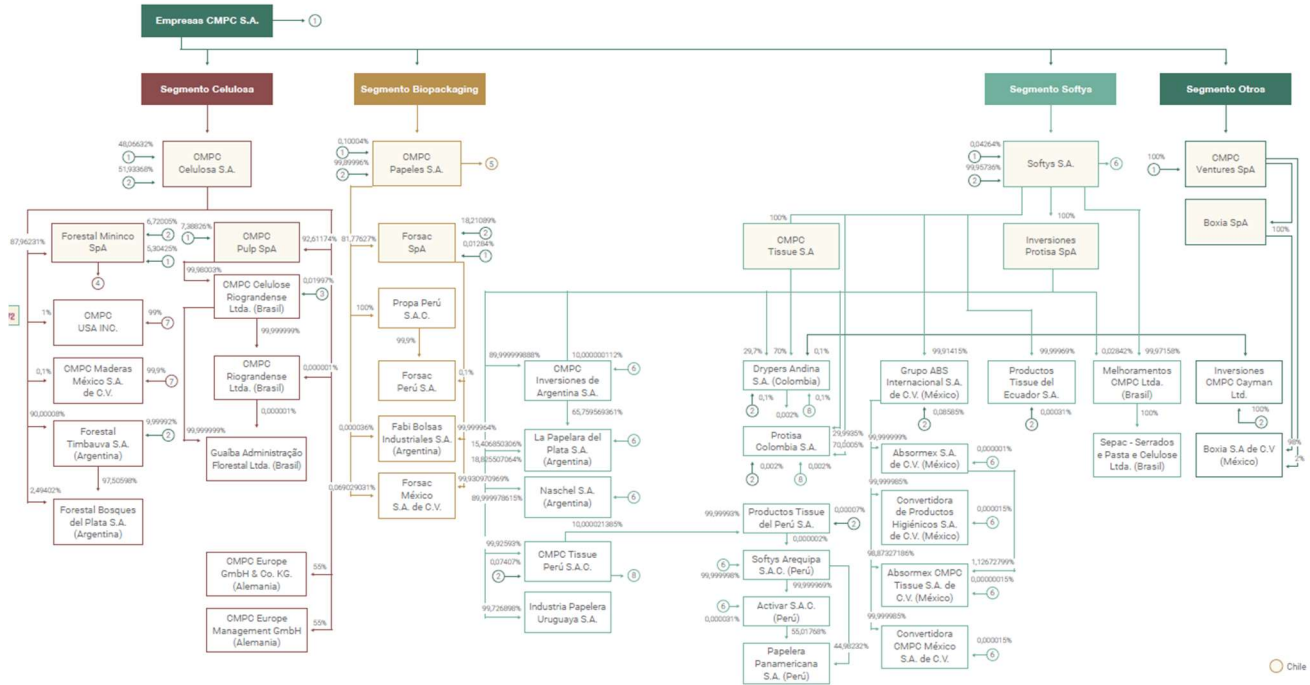 Empresas CMPC S.A.
1
Segmento Celulosa
Segmento Biopackaging
Segmento Softys
Segmento Otros
48,06632%
1
51,93368%
2
CMPC
Celulosa S.A.
0,10004%
1
99,89996%
2
CMPC
Papeles S.A.
5
0,04264%
1
99,95736%
2
Softys S.A.
6
100%
1
CMPC
Ventures SpA
87,96231%
Forestal Mininco
SpA
6,72005%
2
5,30425%
1
4
7,38826%
1
CMPC
Pulp SpA
92,61174%
81,77627%
Forsac
SpA
18,21089%
2
0,01284%
1
100%
CMPC
Tissue S.A
100%
Inversiones
Protisa SpA
Boxia SpA
100%
99,98003%
CMPC Celulose
Riograndense
Ltda. (Brasil)
0,01997%
3
1%
CMPC
USA INC.
99%
7
100%
Propa Perú
S.A.C.
99,999999%
99,9%
0,1%
CMPC Maderas
México S.A.
de C.V.
99,9%
7
CMPC
Riograndense
Ltda. (Brasil)
0,000001%
Forsac
Perú S.A.
0,1%
0,000001%
90,00008%
Forestal
Timbauva S.A.
(Argentina)
9,99992%
2
99,999999%
Guaíba Administração
Florestal Ltda. (Brasil)
0,000036%
Fabi Bolsas
Industriales S.A.
(Argentina)
99,999964%
97,50598%
2,49402%
Forestal Bosques
del Plata S.A.
(Argentina)
0,069029031%
Forsac
México
S.A. de C.V.
99,930970969%
CMPC Europe
GmbH & Co. KG.
(Alemania)
55%
CMPC Europe
Management GmbH
(Alemania)
55%
89,999999888%
CMPC
Inversiones de
Argentina S.A.
10,000000112%
6
65,759569361%
15,406850306%
18,825507064%
La Papelara del
Plata S.A.
(Argentina)
6
89,999978615%
Naschel S.A.
(Argentina)
6
10,000021385%
99,92593%
0,07407%
2
CMPC Tissue
Perú S.A.C.
8
99,726898%
Industria Papelera
Uruguaya S.A.
29,7%
70%
0,1%
Drypers Andina
S.A. (Colombia)
0,1%
2
0,002%
0,1%
8
Protisa
Colombia S.A.
29,9935%
70,0005%
0,002%
2
0,002%
8
99,99993%
Productos Tissue
del Perú S.A.
0,00007%
2
0,000002%
Softys Arequipa
S.A.C. (Perú)
99,999998%
6
99,999969%
6
0,000031%
Activar S.A.C.
(Perú)
55,01768%
44,98232%
Papelera
Panamericana
S.A. (Perú)
99,91415%
Grupo ABS
Internacional S.A.
de C.V. (México)
0,08585%
2
99,999999%
Absormex S.A.
de C.V. (México)
0,000001%
6
99,999985%
Convertidora
de Productos
Higiénicos S.A.
de C.V. (México)
0,000015%
6
98,87327186%
Absormex CMPC
Tissue S.A. de
C.V. (México)
1,12672799%
0,00000015%
6
99,999985%
Convertidora
CMPC México
S.A. de C.V.
0,000015%
6
99,99969%
Productos
Tissue del
Ecuador S.A.
0,00031%
2
0,02842%
99,97158%
Melhoramentos
CMPC Ltda.
(Brasil)
100%
Sepac - Serrados
e Pasta e Celulose
Ltda. (Brasil)
Inversiones
CMPC Cayman
Ltd.
100%
2
Boxia S.A de C.V
(México)
98%
2%
Chile